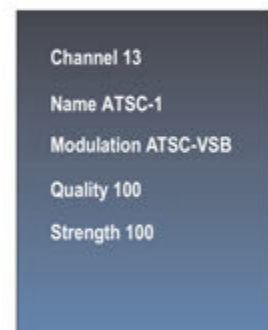 Channel 13
Name ATSC-1
Modulation ATSC-VSB
Quality 100
Strength 100